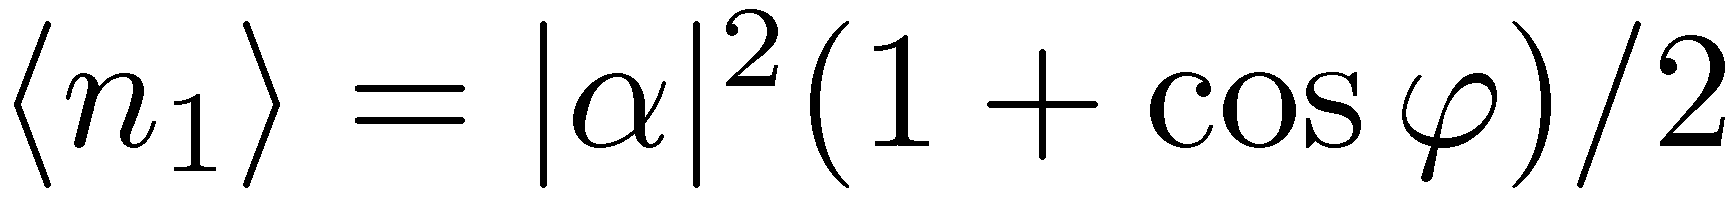 ⟨n₁⟩ = |α|²(1 + cos φ)/2